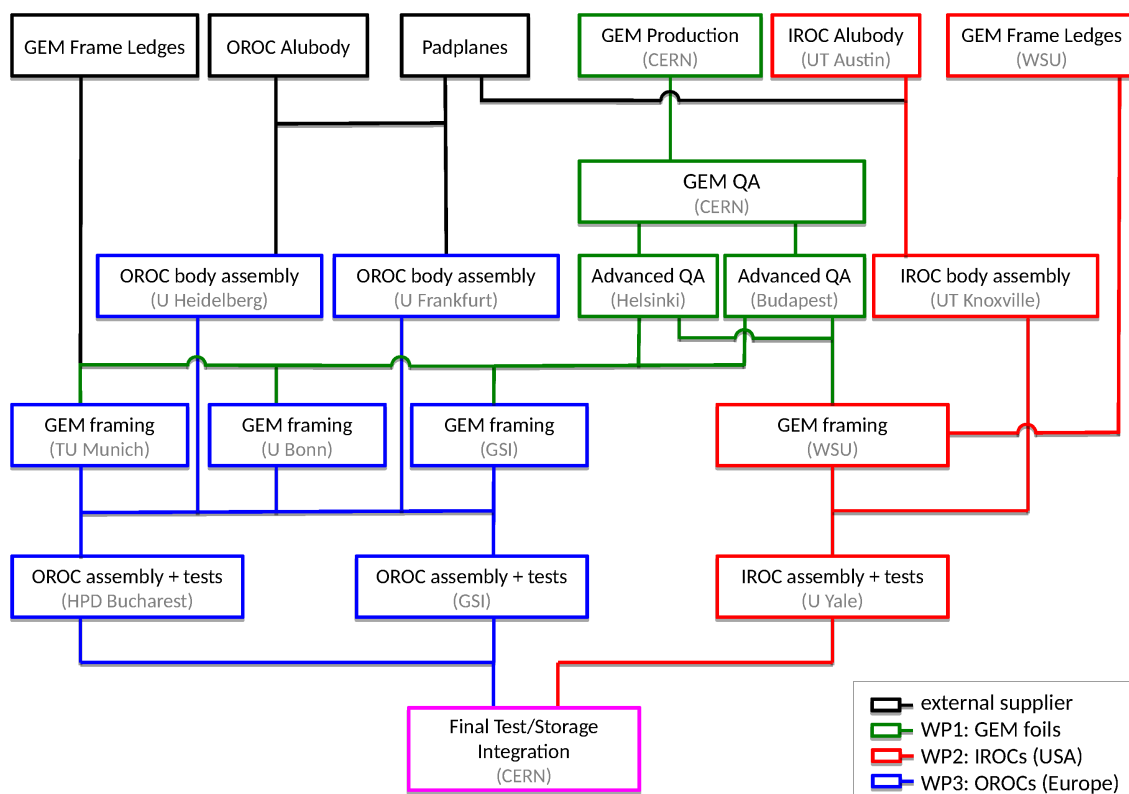 GEM Frame Ledges
OROC Alubody
Padplanes
GEM Production
(CERN)
IROC Alubody
(UT Austin)
GEM Frame Ledges
(WSU)
GEM QA
(CERN)
OROC body assembly
(U Heidelberg)
OROC body assembly
(U Frankfurt)
Advanced QA
(Helsinki)
Advanced QA
(Budapest)
IROC body assembly
(UT Knoxville)
GEM framing
(TU Munich)
GEM framing
(U Bonn)
GEM framing
(GSI)
GEM framing
(WSU)
OROC assembly + tests
(HPD Bucharest)
OROC assembly + tests
(GSI)
IROC assembly + tests
(U Yale)
Final Test/Storage
Integration
(CERN)
external supplier
WP1: GEM foils
WP2: IROCs (USA)
WP3: OROCs (Europe)